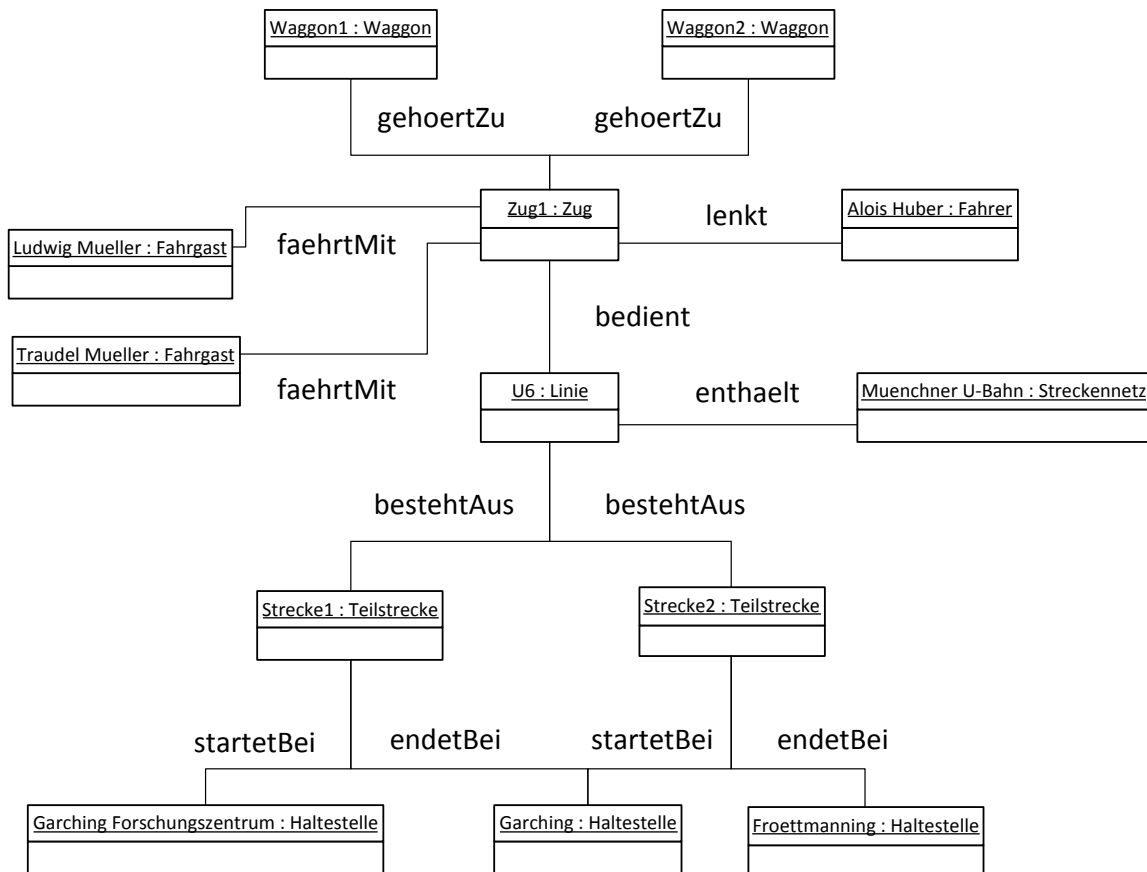 Waggon1 : Waggon
Waggon2 : Waggon
gehoertZu
gehoertZu
Zug1 : Zug
lenkt
Alois Huber : Fahrer
Ludwig Mueller : Fahrgast
faehrtMit
bedient
Traudel Mueller : Fahrgast
faehrtMit
U6 : Linie
enthaelt
Muenchner U-Bahn : Streckennetz
bestehtAus
bestehtAus
Strecke1 : Teilstrecke
Strecke2 : Teilstrecke
startetBei
endetBei
startetBei
endetBei
Garching Forschungszentrum : Haltestelle
Garching : Haltestelle
Froettmanning : Haltestelle